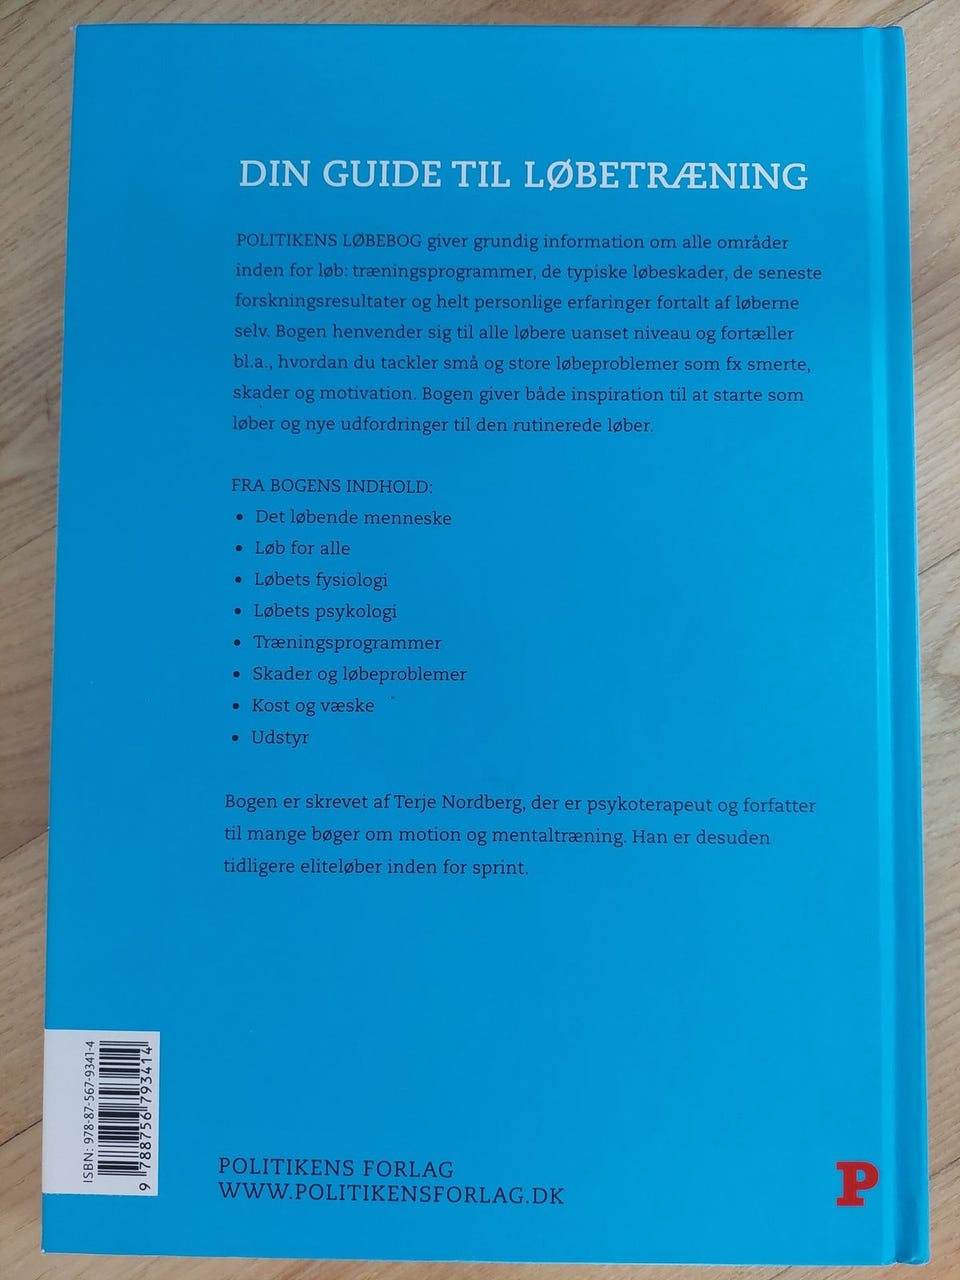 DIN GUIDE TIL LØBETRÆNING
POLITIKENS LØBEBOG giver grundig information om alle områder
inden for løb: træningsprogrammer, de typiske løbeskader, de seneste
forskningsresultater og helt personlige erfaringer fortalt af løberne
selv. Bogen henvender sig til alle løbere uanset niveau og fortæller
bl.a., hvordan du tackler små og store løbeproblemer som fx smerte,
skader og motivation. Bogen giver både inspiration til at starte som
løber og nye udfordringer til den rutinerede løber.
FRA BOGENS INDHOLD:
• Det løbende menneske
• Løb for alle
• Løbets fysiologi
• Løbets psykologi
• Træningsprogrammer
• Skader og løbeproblemer
• Kost og væske
• Udstyr
Bogen er skrevet af Terje Nordberg, der er psykoterapeut og forfatter
til mange bøger om motion og mentaltræning. Han er desuden
tidligere eliteløber inden for sprint.
ISBN: 978-87-567-9341-4
9 788756 793414
POLITIKENS FORLAG
WWW.POLITIKENSFORLAG.DK
P